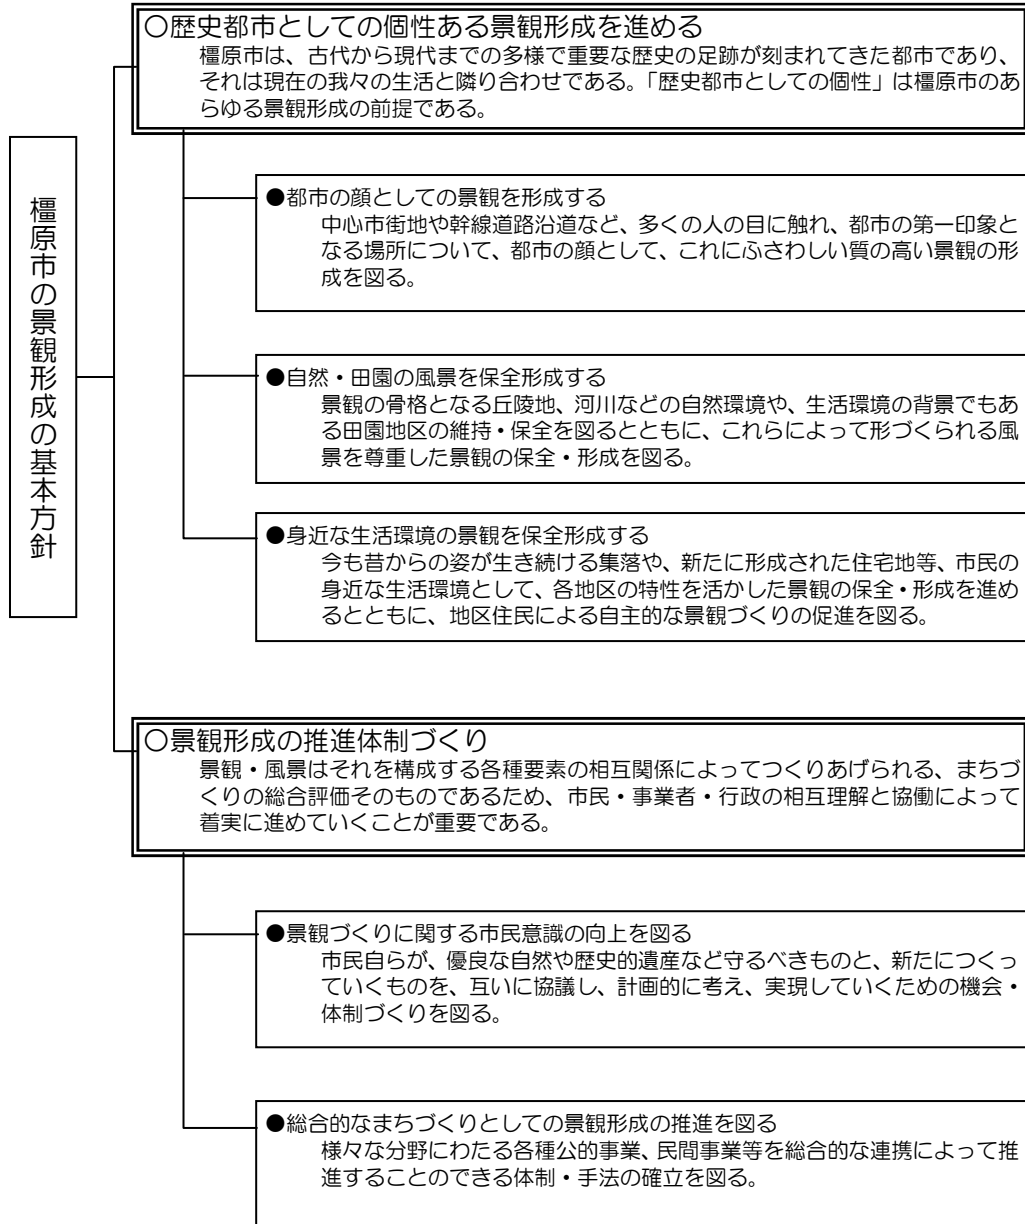 橿原市の景観形成の基本方針
〇歴史都市としての個性ある景観形成を進める
橿原市は、古代から現代までの多様で重要な歴史の足跡が刻まれてきた都市であり、
それは現在の我々の生活と隣り合わせである。「歴史都市としての個性」は橿原市のあ
らゆる景観形成の前提である。
●都市の顔としての景観を形成する
中心市街地や幹線道路沿道など、多くの人の目に触れ、都市の第一印象と
なる場所について、都市の顔として、これにふさわしい質の高い景観の形
成を図る。
●自然・田園の風景を保全形成する
景観の骨格となる丘陵地、河川などの自然環境や、生活環境の背景でもあ
る田園地区の維持・保全を図るとともに、これらによって形づくられる風
景を尊重した景観の保全・形成を図る。
●身近な生活環境の景観を保全形成する
今も昔からの姿が生き続ける集落や、新たに形成された住宅地等、市民の
身近な生活環境として、各地区の特性を活かした景観の保全・形成を進め
るとともに、地区住民による自主的な景観づくりの促進を図る。
〇景観形成の推進体制づくり
景観・風景はそれを構成する各種要素の相互関係によってつくりあげられる、まちづ
くりの総合評価そのものであるため、市民・事業者・行政の相互理解と協働によって
着実に進めていくことが重要である。
●景観づくりに関する市民意識の向上を図る
市民自らが、優良な自然や歴史的遺産など守るべきものと、新たにつくっ
ていくものを、互いに協議し、計画的に考え、実現していくための機会・
体制づくりを図る。
●総合的なまちづくりとしての景観形成の推進を図る
様々な分野にわたる各種公的事業、民間事業等を総合的な連携によって推
進することのできる体制・手法の確立を図る。